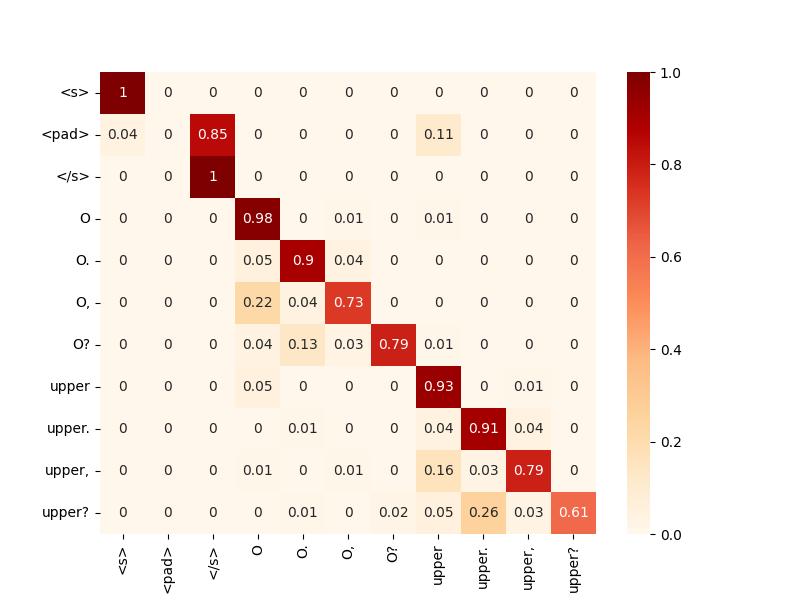 <s> 1 0 0 0 0 0 0 0 0 0 0
<pad> 0.04 0 0.85 0 0 0 0 0.11 0 0 0
</s> 0 0 1 0 0 0 0 0 0 0 0
O 0 0 0 0.98 0 0.01 0 0.01 0 0 0
O. 0 0 0 0.05 0.9 0.04 0 0 0 0 0
O, 0 0 0 0.22 0.04 0.73 0 0 0 0 0
O? 0 0 0 0.04 0.13 0.03 0.79 0.01 0 0 0
upper 0 0 0 0.05 0 0 0 0.93 0 0.01 0
upper. 0 0 0 0 0.01 0 0 0.04 0.91 0.04 0
upper, 0 0 0 0.01 0 0.01 0 0.16 0.03 0.79 0
upper? 0 0 0 0 0.01 0 0.02 0.05 0.26 0.03 0.61
<s> <pad> </s> O O. O, O? upper upper. upper, upper?
1.0
0.8
0.6
0.4
0.2
0.0